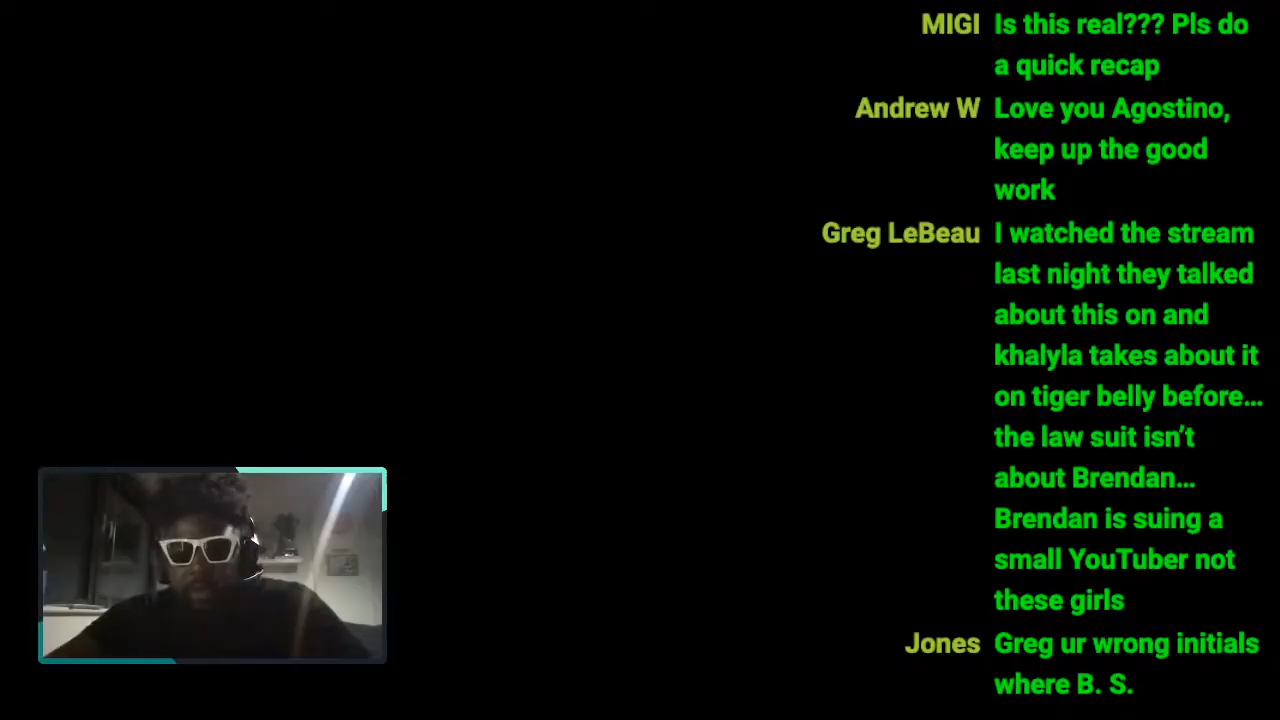 MIGI Is this real??? Pls do
a quick recap
Andrew W Love you Agostino,
keep up the good
work
Greg LeBeau I watched the stream
last night they talked
about this on and
khalyla takes about it
on tiger belly before…
the law suit isn’t
about Brendan…
Brendan is suing a
small YouTuber not
these girls
Jones Greg ur wrong initials
where B. S.